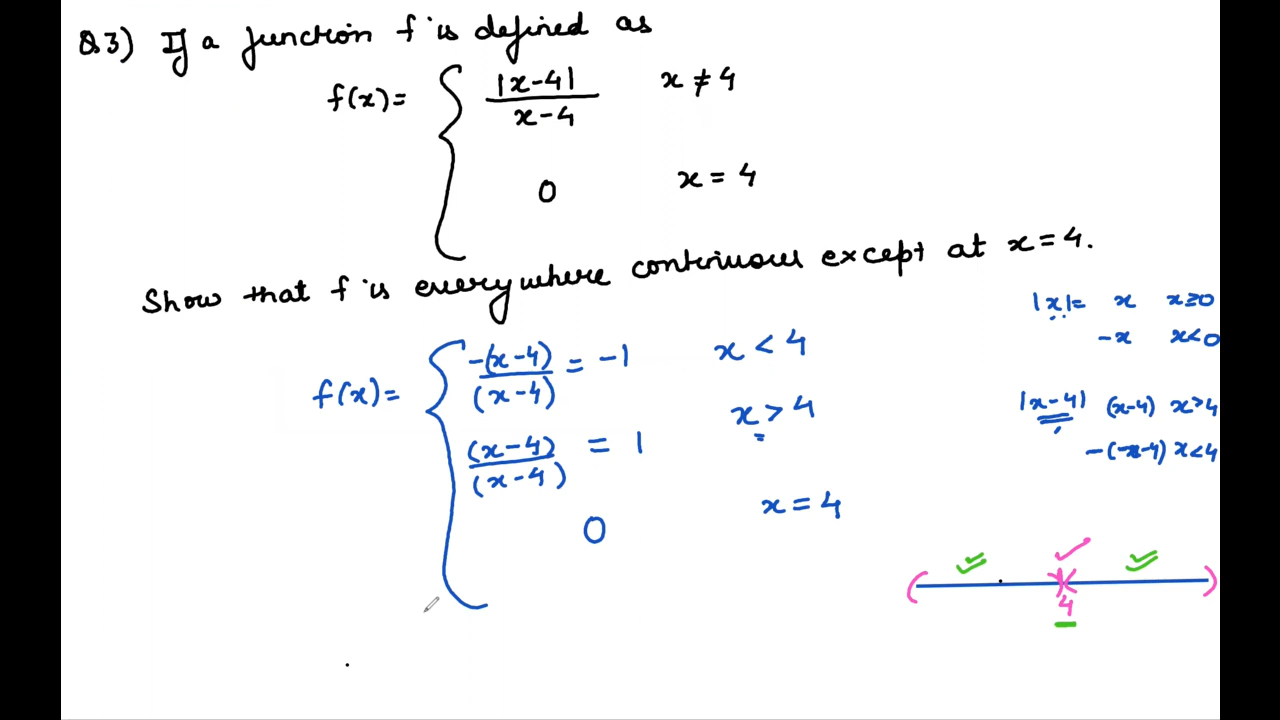 Q.3) If a function f is defined as
f(x)= { |x-4| / x-4 x ≠ 4
0 x = 4
Show that f is everywhere continuous except at x=4.
|x|= x x≥0
-x x<0
f(x)= { -(x-4) / (x-4) = -1 x < 4
(x-4) / (x-4) = 1 x > 4
0 x = 4
|x-4| (x-4) x>4
-(x-4) x<4
4